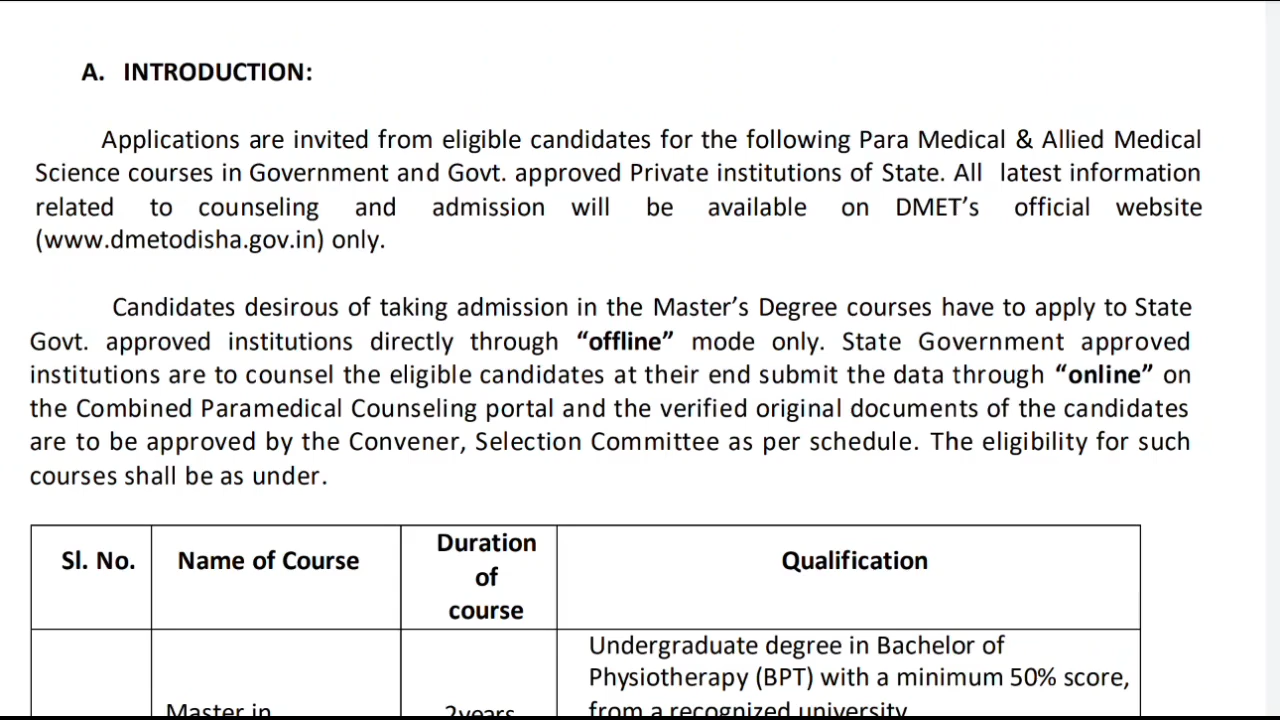 A. INTRODUCTION:
Applications are invited from eligible candidates for the following Para Medical & Allied Medical
Science courses in Government and Govt. approved Private institutions of State. All latest information
related to counseling and admission will be available on DMET’s official website
(www.dmetodisha.gov.in) only.
Candidates desirous of taking admission in the Master’s Degree courses have to apply to State
Govt. approved institutions directly through “offline” mode only. State Government approved
institutions are to counsel the eligible candidates at their end submit the data through “online” on
the Combined Paramedical Counseling portal and the verified original documents of the candidates
are to be approved by the Convener, Selection Committee as per schedule. The eligibility for such
courses shall be as under.
Sl. No. Name of Course Duration of course Qualification
Undergraduate degree in Bachelor of
Physiotherapy (BPT) with a minimum 50% score,
Master in 2years from a recognized university